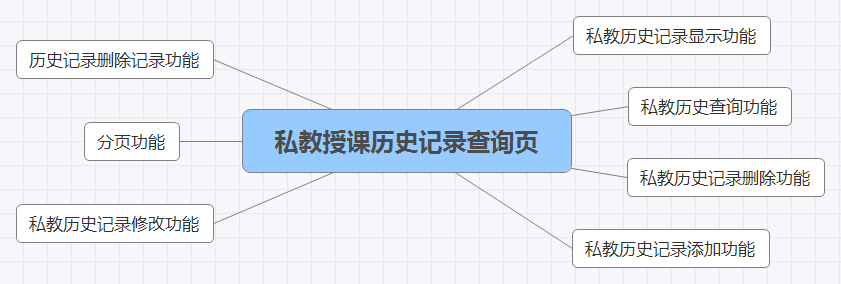 私教历史记录显示功能
历史记录删除记录功能
私教历史查询功能
分页功能
私教授课历史记录查询页
私教历史记录删除功能
私教历史记录修改功能
私教历史记录添加功能